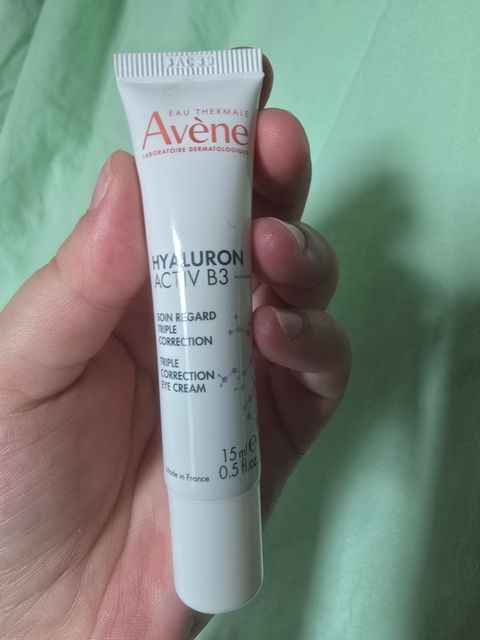 EAU THERMALE
Avène
LABORATOIRE DERMATOLOGIQUE
HYALURON
ACTIV B3
SOIN REGARD
TRIPLE
CORRECTION
TRIPLE
CORRECTION
EYE CREAM
15 ml e
0.5 fl.oz.
Made in France